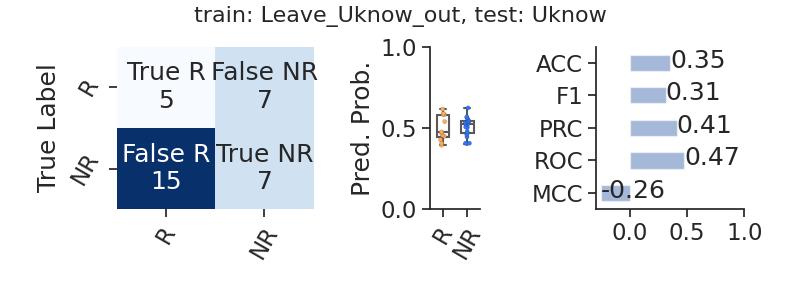 train: Leave_Uknow_out, test: Uknow
True Label
R
NR
True R
5
False NR
7
False R
15
True NR
7
R
NR
Pred. Prob.
1.0
0.5
0.0
R
NR
ACC
0.35
F1
0.31
PRC
0.41
ROC
0.47
MCC
-0.26
0.0
0.5
1.0